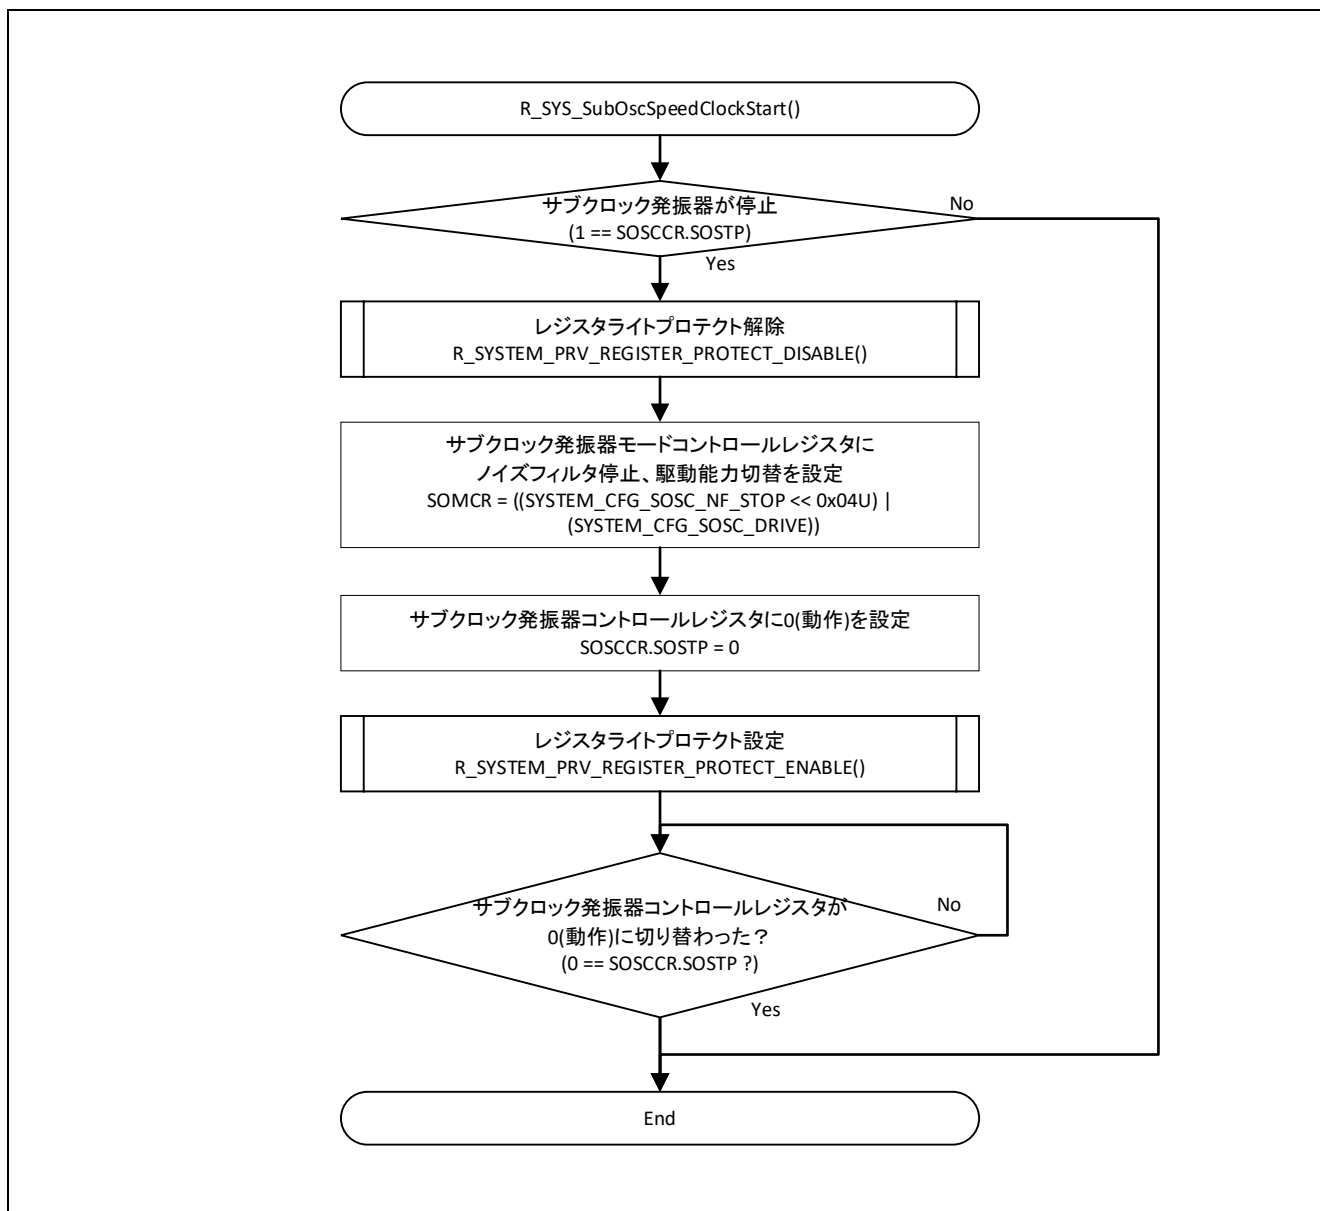 R_SYS_SubOscSpeedClockStart()
サブクロック発振器が停止
(1 == SOSCCR.SOSTP)
No
Yes
レジスタライトプロテクト解除
R_SYSTEM_PRV_REGISTER_PROTECT_DISABLE()
サブクロック発振器モードコントロールレジスタに
ノイズフィルタ停止、駆動能力切替を設定
SOMCR = ((SYSTEM_CFG_SOSC_NF_STOP << 0x04U) |
(SYSTEM_CFG_SOSC_DRIVE))
サブクロック発振器コントロールレジスタに0(動作)を設定
SOSCCR.SOSTP = 0
レジスタライトプロテクト設定
R_SYSTEM_PRV_REGISTER_PROTECT_ENABLE()
サブクロック発振器コントロールレジスタが
0(動作)に切り替わった？
(0 == SOSCCR.SOSTP ?)
No
Yes
End